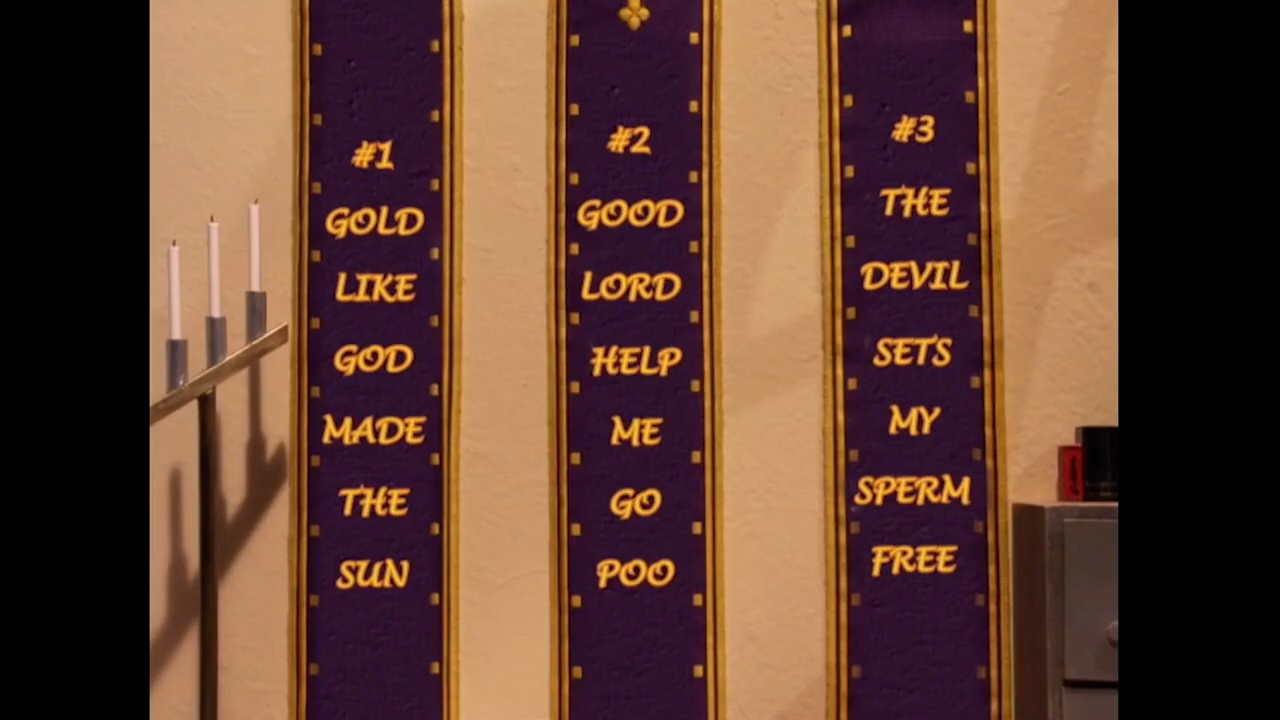 #1
GOLD
LIKE
GOD
MADE
THE
SUN
#2
GOOD
LORD
HELP
ME
GO
POO
#3
THE
DEVIL
SETS
MY
SPERM
FREE